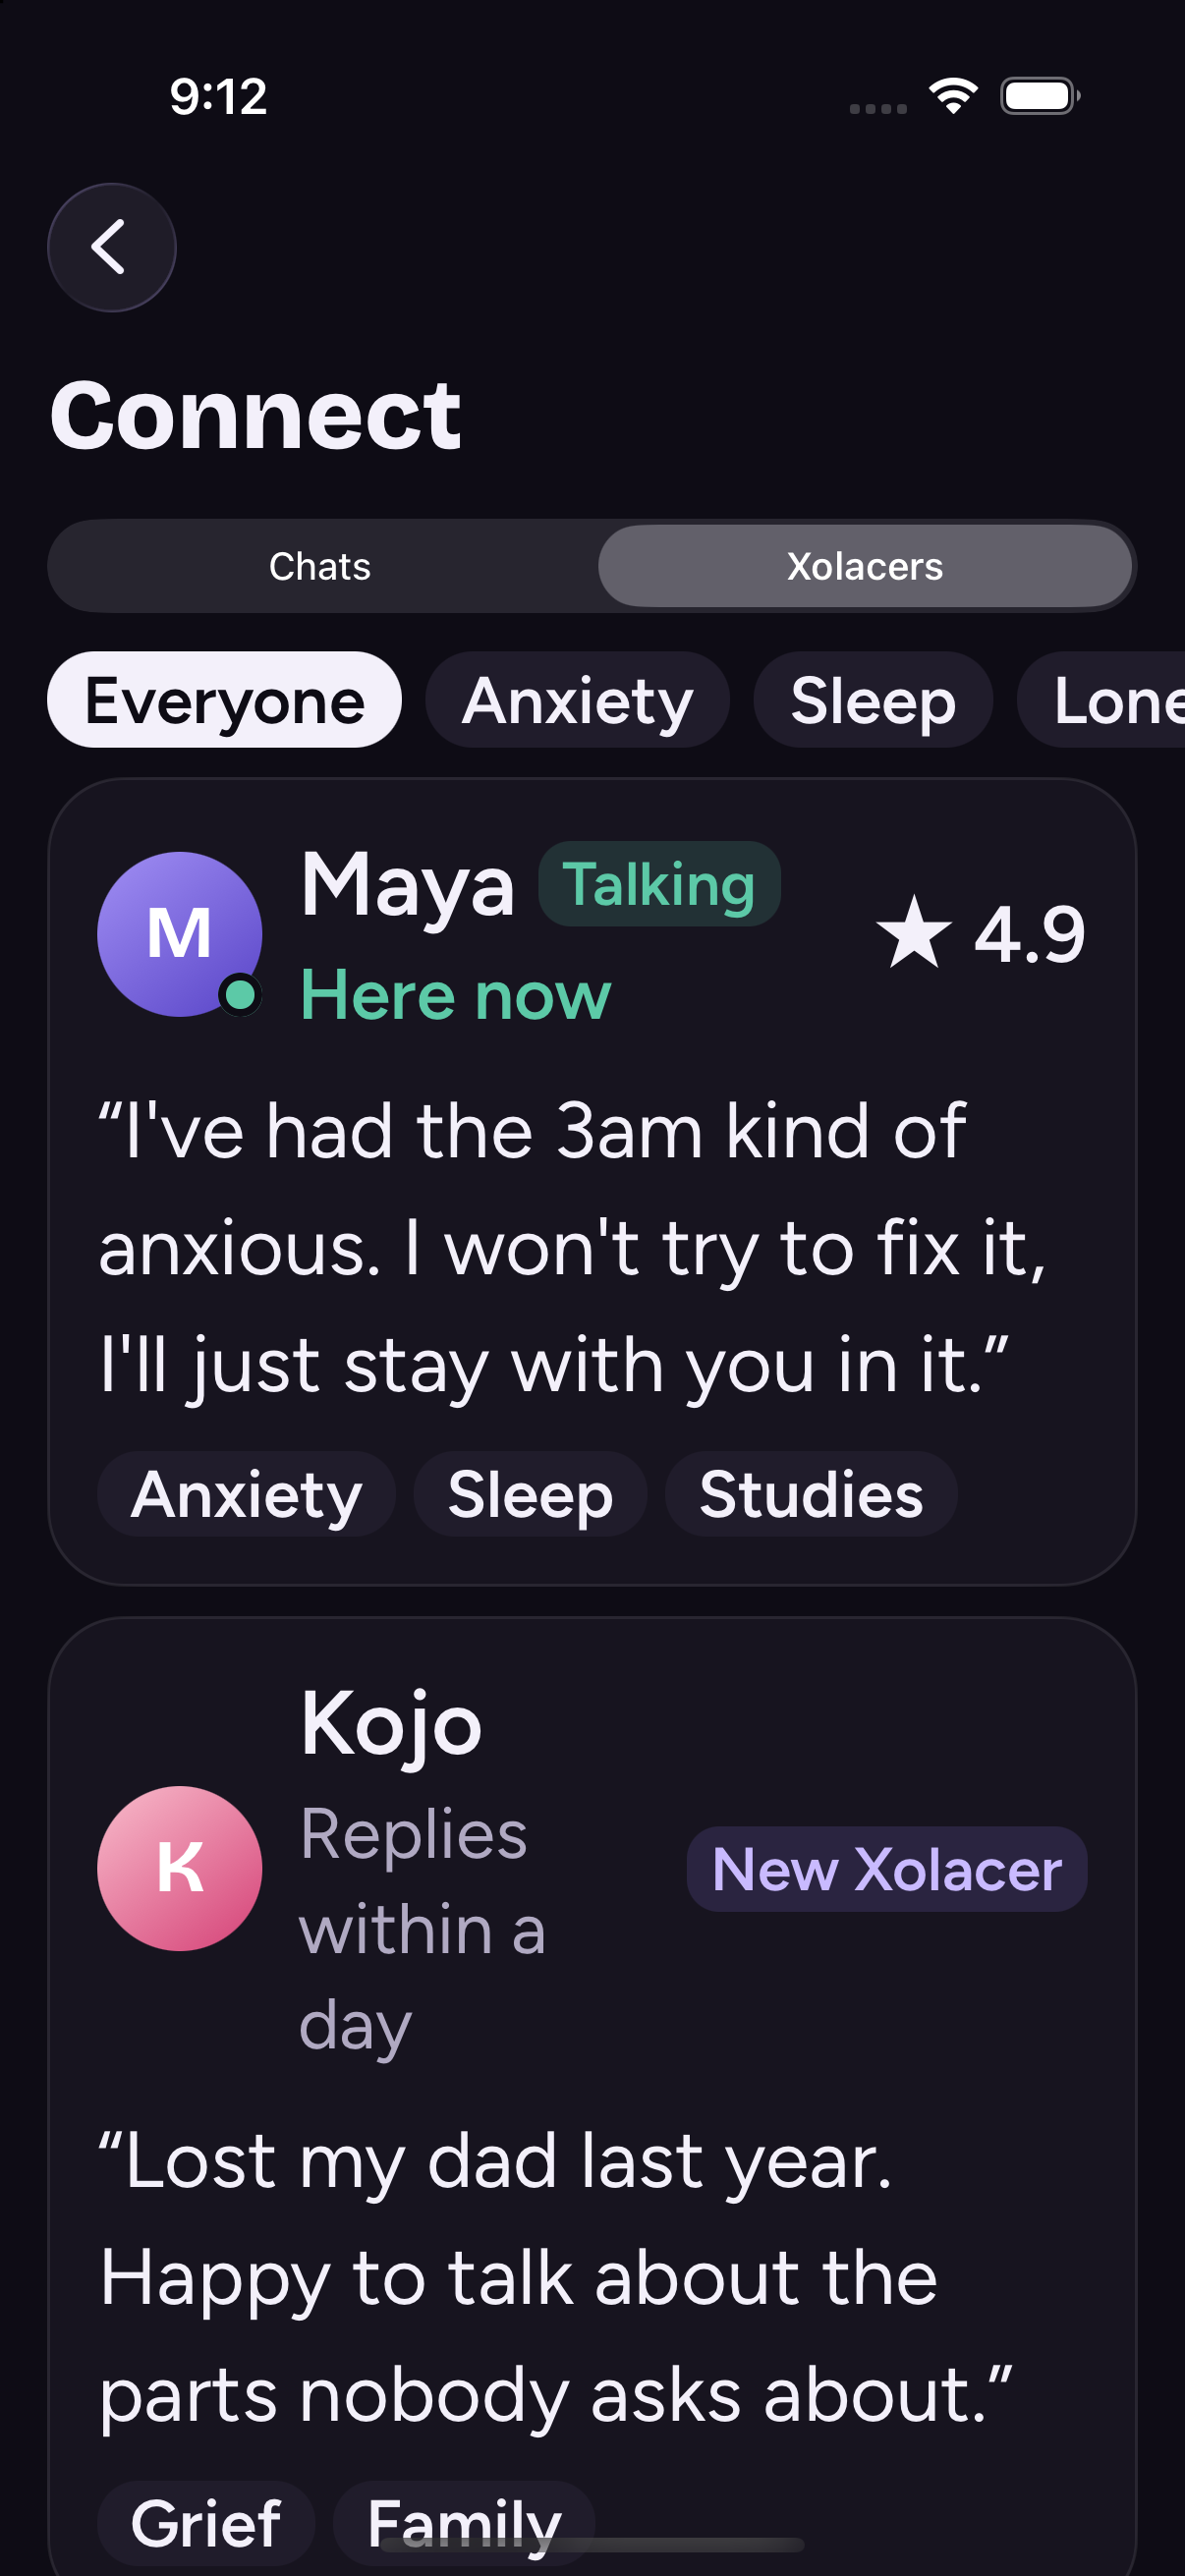 9:12
Connect
Chats Xolacers
Everyone Anxiety Sleep Lone
M Maya Talking ★ 4.9
Here now
“I've had the 3am kind of
anxious. I won't try to fix it,
I'll just stay with you in it.”
Anxiety Sleep Studies
Kojo
K Replies
within a
day
New Xolacer
“Lost my dad last year.
Happy to talk about the
parts nobody asks about.”
Grief Family